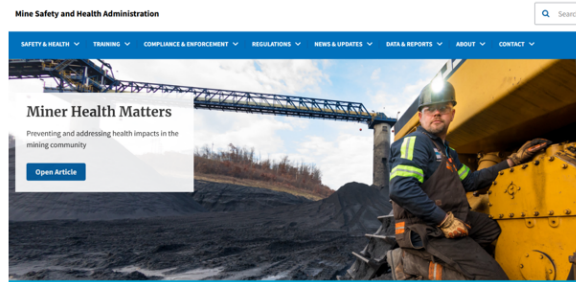 Mine Safety and Health Administration
Search
SAFETY & HEALTH TRAINING COMPLIANCE & ENFORCEMENT REGULATIONS NEWS & UPDATES DATA & REPORTS ABOUT CONTACT
Miner Health Matters
Preventing and addressing health impacts in the
mining community
Open Article